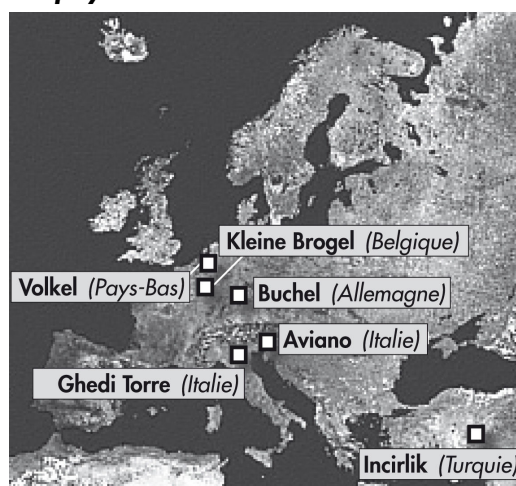 Kleine Brogel (Belgique)
Volkel (Pays-Bas)
Buchel (Allemagne)
Aviano (Italie)
Ghedi Torre (Italie)
Incirlik (Turquie)